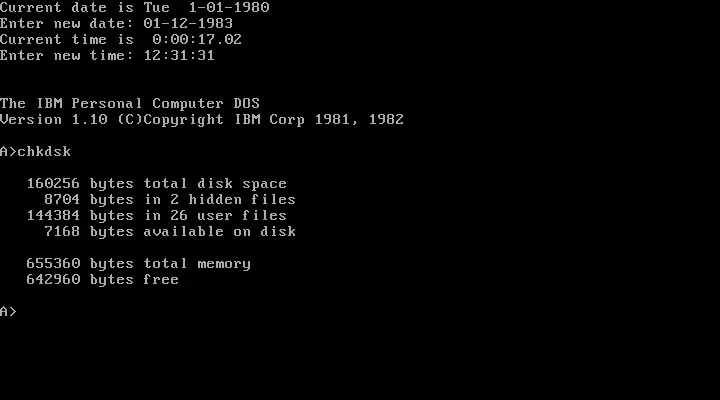 Current date is Tue  1-01-1980
Enter new date: 01-12-1983
Current time is  0:00:17.02
Enter new time: 12:31:31
The IBM Personal Computer DOS
Version 1.10 (C)Copyright IBM Corp 1981, 1982
A>chkdsk
160256 bytes total disk space
8704 bytes in 2 hidden files
144384 bytes in 26 user files
7168 bytes available on disk
655360 bytes total memory
642960 bytes free
A>